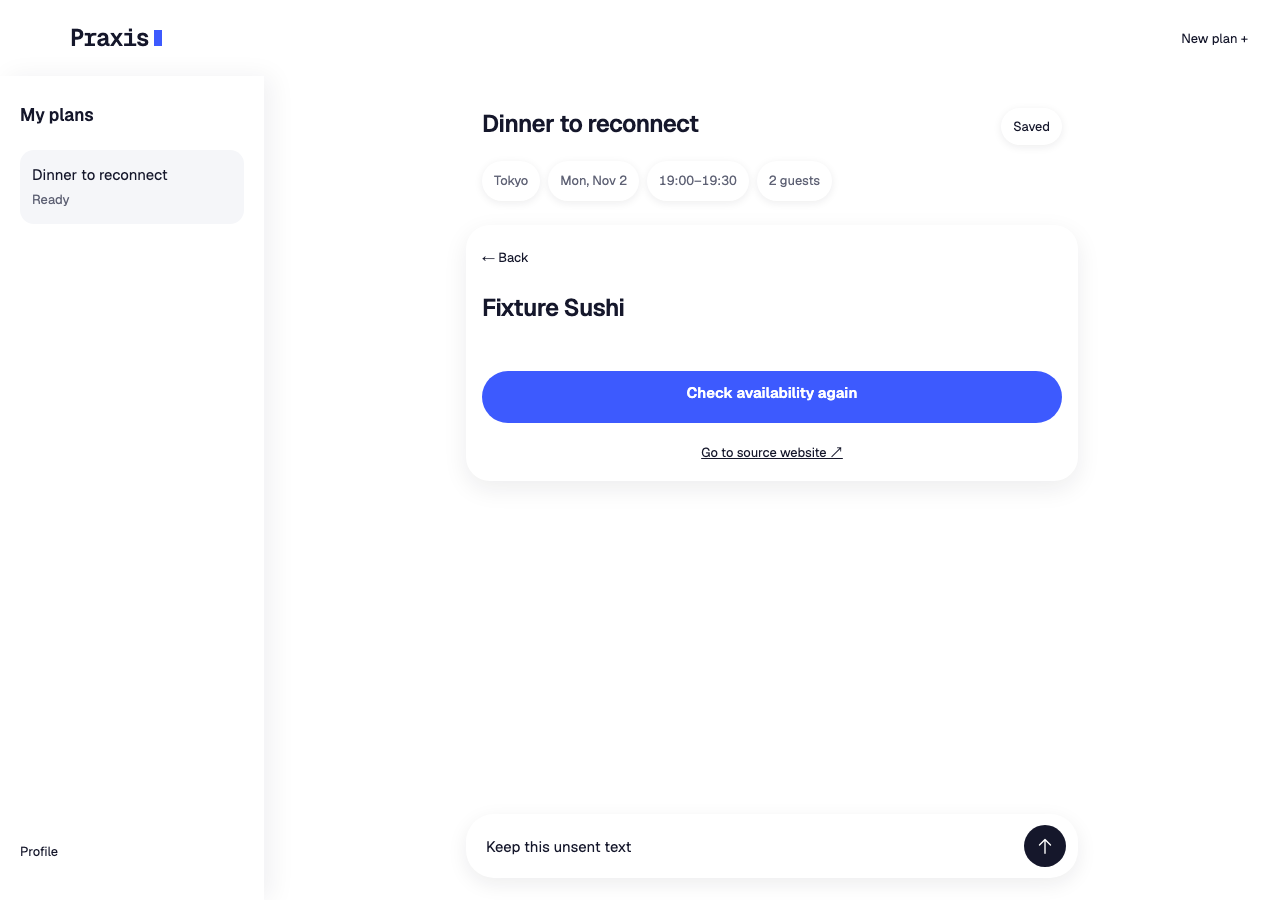 Praxis
New plan +
My plans
Dinner to reconnect
Ready
Profile
Dinner to reconnect
Saved
Tokyo
Mon, Nov 2
19:00–19:30
2 guests
← Back
Fixture Sushi
Check availability again
Go to source website ↗
Keep this unsent text